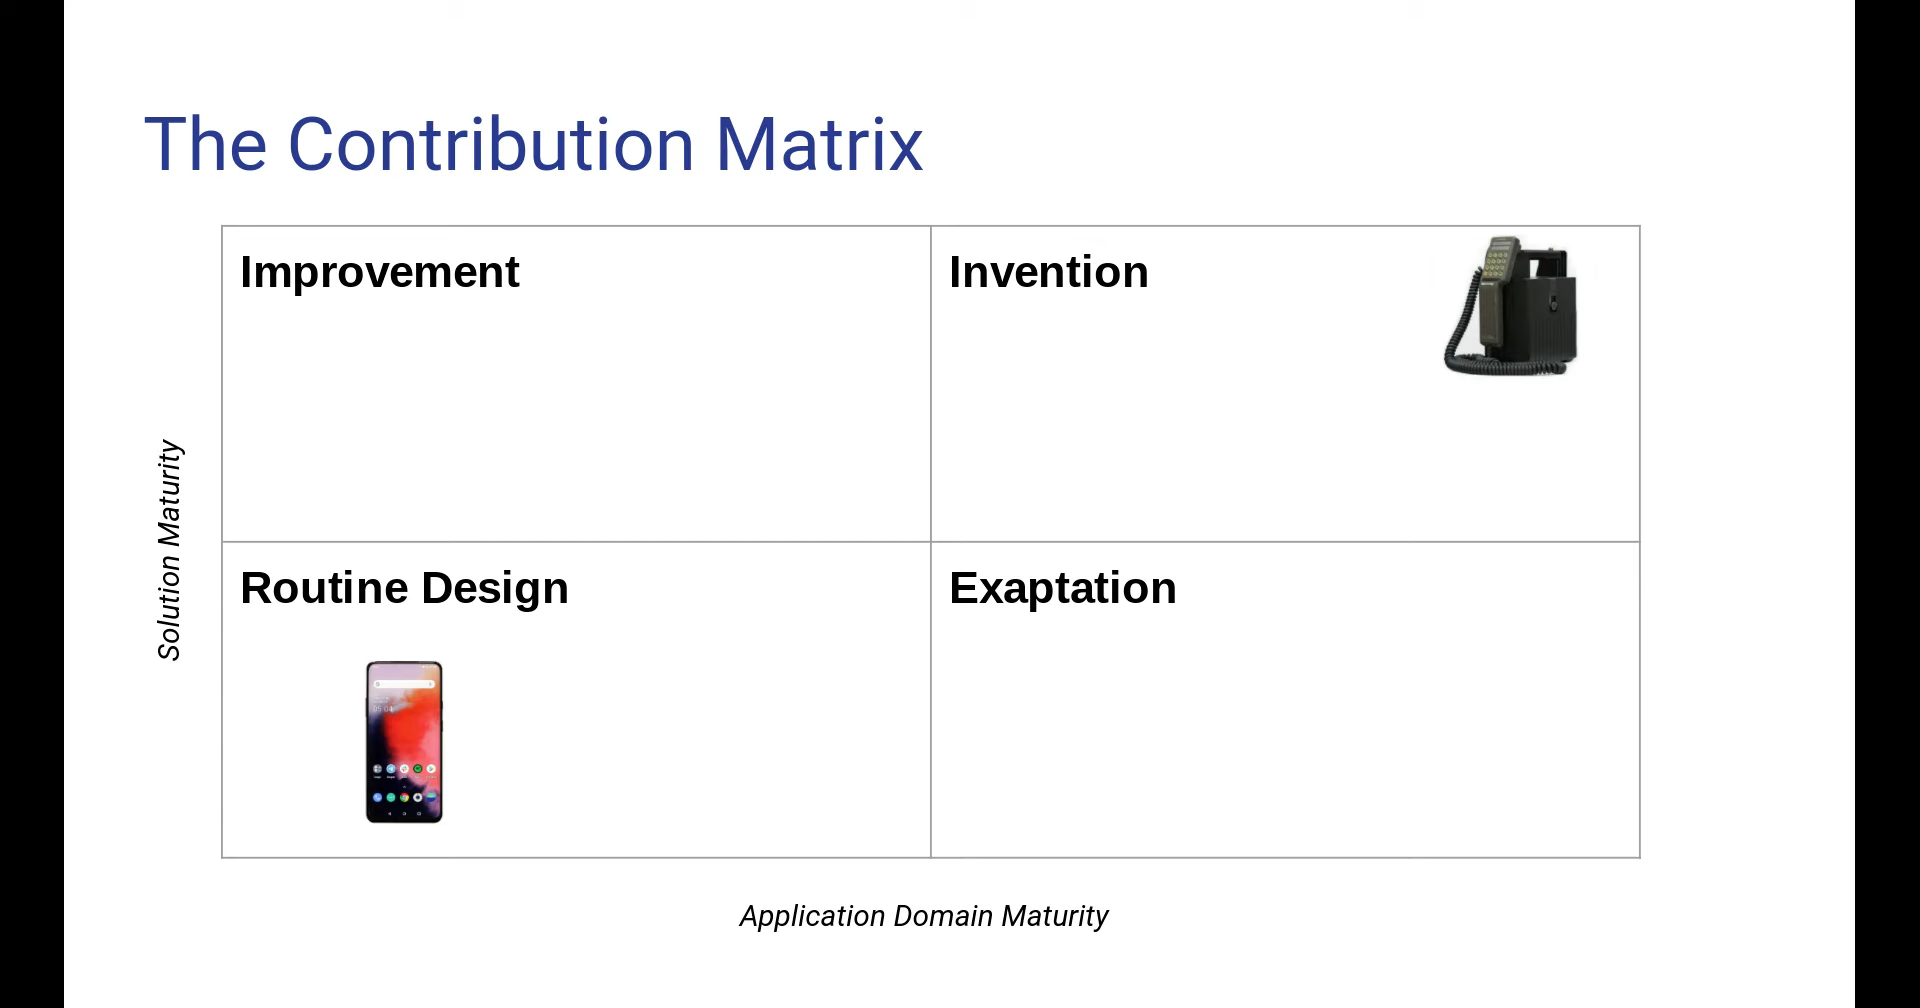 The Contribution Matrix
Improvement
Invention
Solution Maturity
Routine Design
Exaptation
Application Domain Maturity